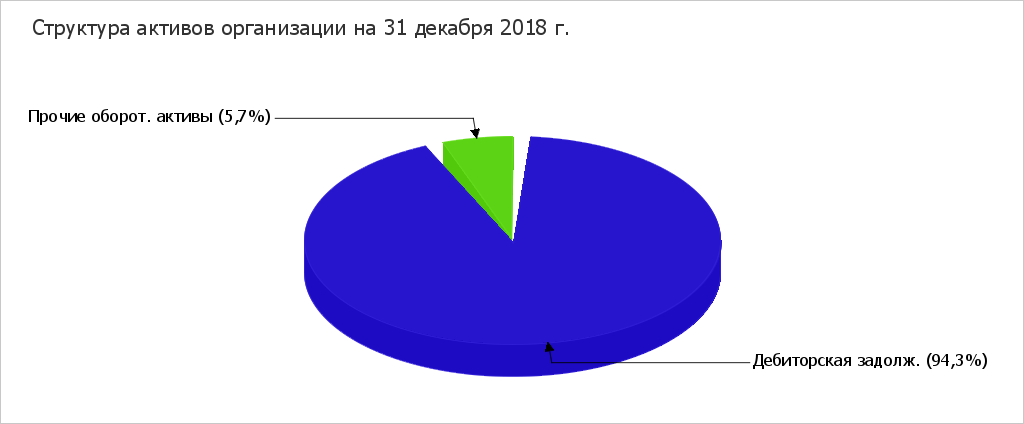 Структура активов организации на 31 декабря 2018 г.
Прочие оборот. активы (5,7%)
Дебиторская задолж. (94,3%)